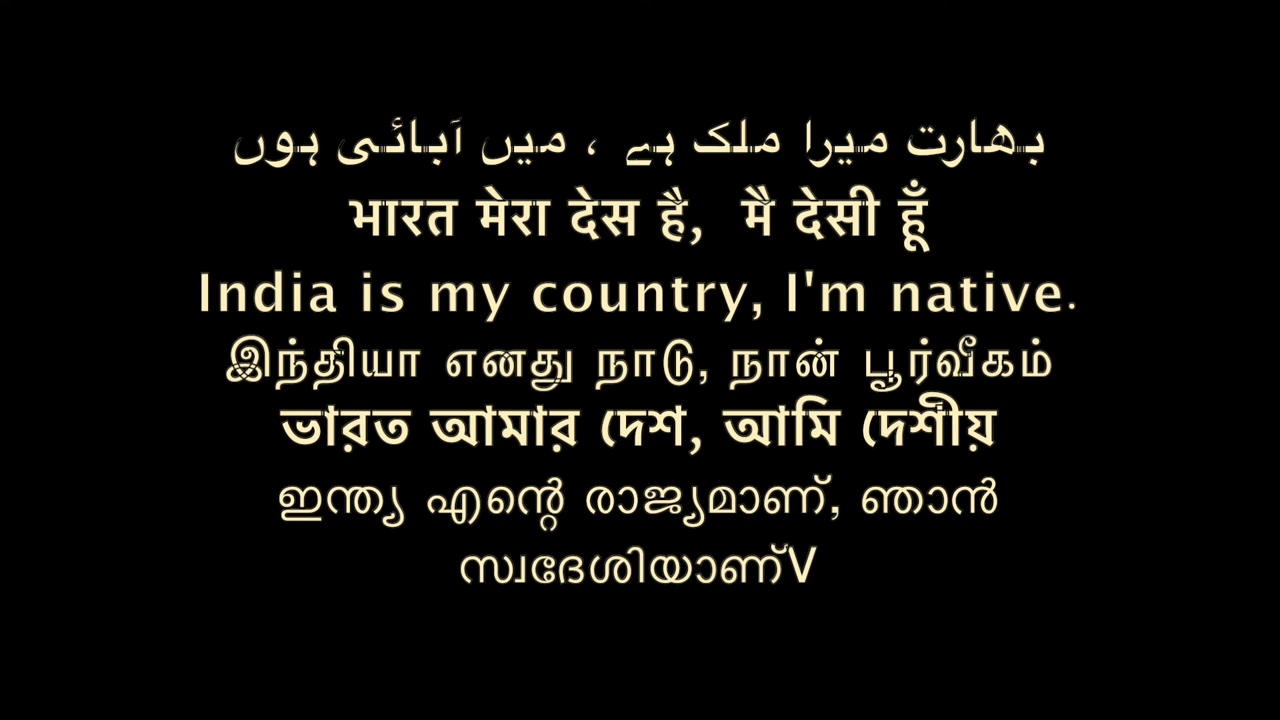 بھارت میرا ملک ہے ، میں آبائی ہوں
भारत मेरा देस है, मै देसी हूँ
India is my country, I'm native.
இந்தியா எனது நாடு, நான் பூர்வீகம்
ভারত আমার দেশ, আমি দেশীয়
ഇന്ത്യ എന്റെ രാജ്യമാണ്, ഞാൻ
സ്വദേശിയാണ്V